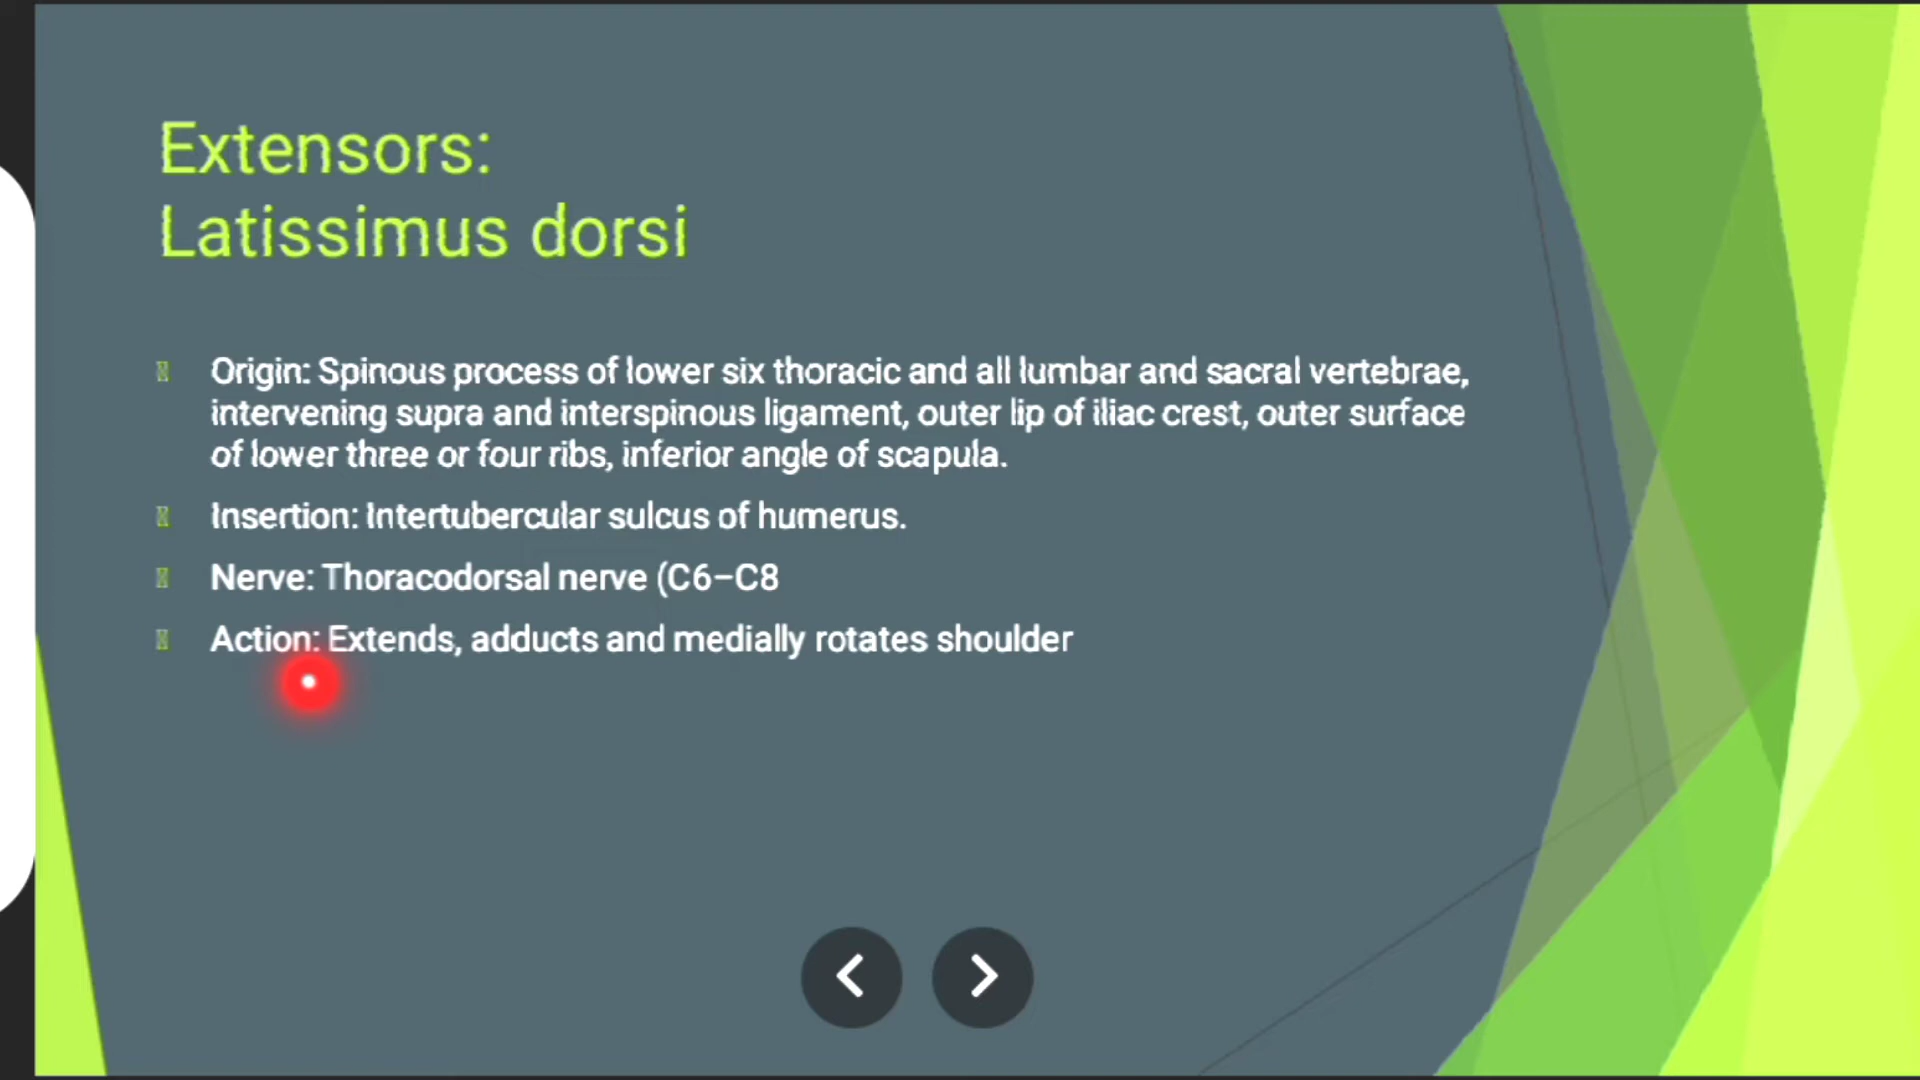 Extensors:
Latissimus dorsi
Origin: Spinous process of lower six thoracic and all lumbar and sacral vertebrae,
intervening supra and interspinous ligament, outer lip of iliac crest, outer surface
of lower three or four ribs, inferior angle of scapula.
Insertion: Intertubercular sulcus of humerus.
Nerve: Thoracodorsal nerve (C6–C8
Action: Extends, adducts and medially rotates shoulder